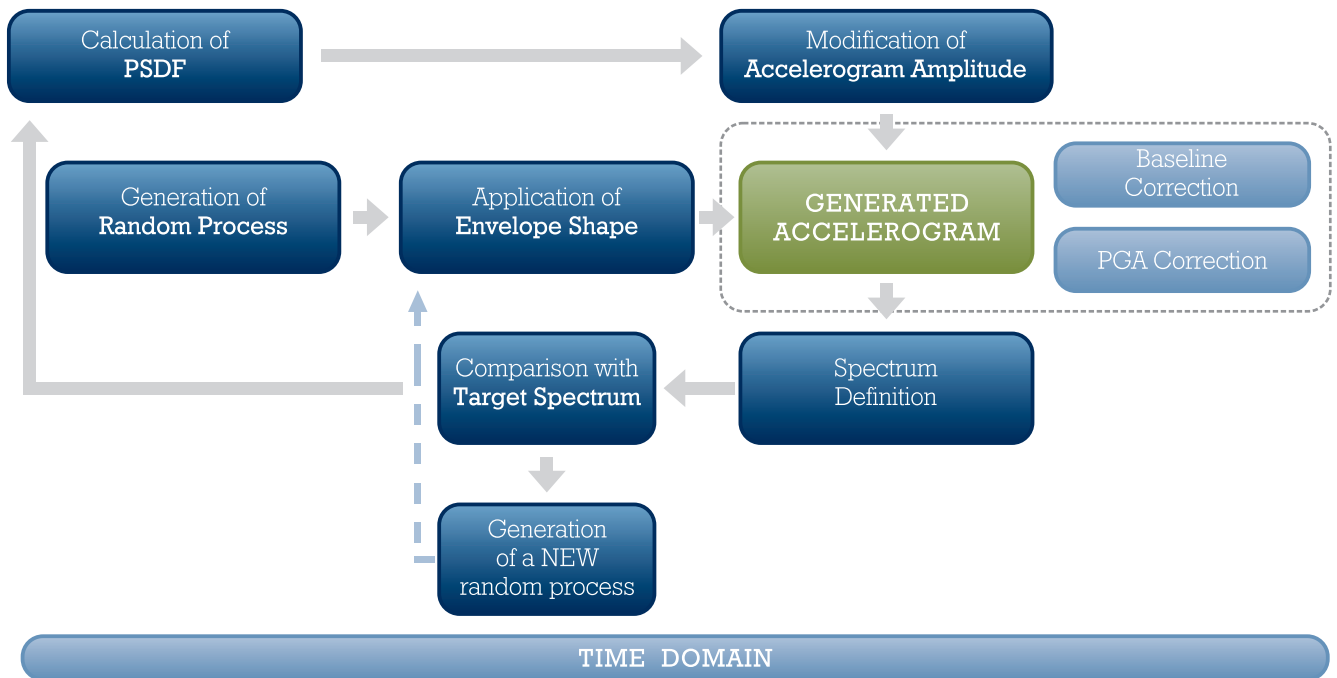 Calculation of
PSDF
Modification of
Accelerogram Amplitude
Generation of
Random Process
Application of
Envelope Shape
GENERATED
ACCELEROGRAM
Baseline
Correction
PGA Correction
Comparison with
Target Spectrum
Spectrum
Definition
Generation
of a NEW
random process
TIME DOMAIN